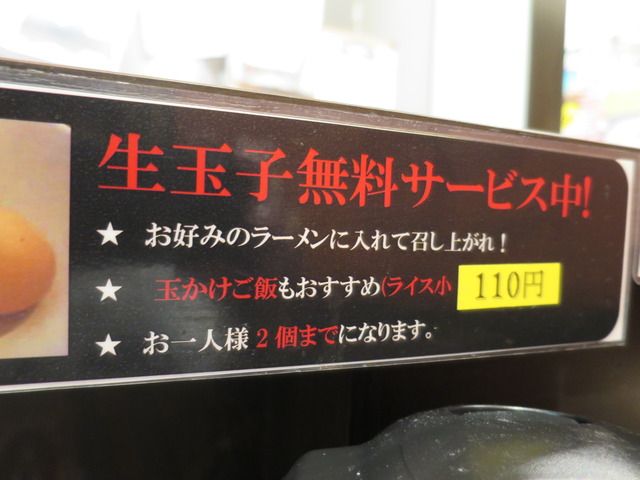 生玉子無料サービス中!
★ お好みのラーメンに入れて召し上がれ!
★ 玉かけご飯もおすすめ(ライス小 110円
★ お一人様2個までになります。